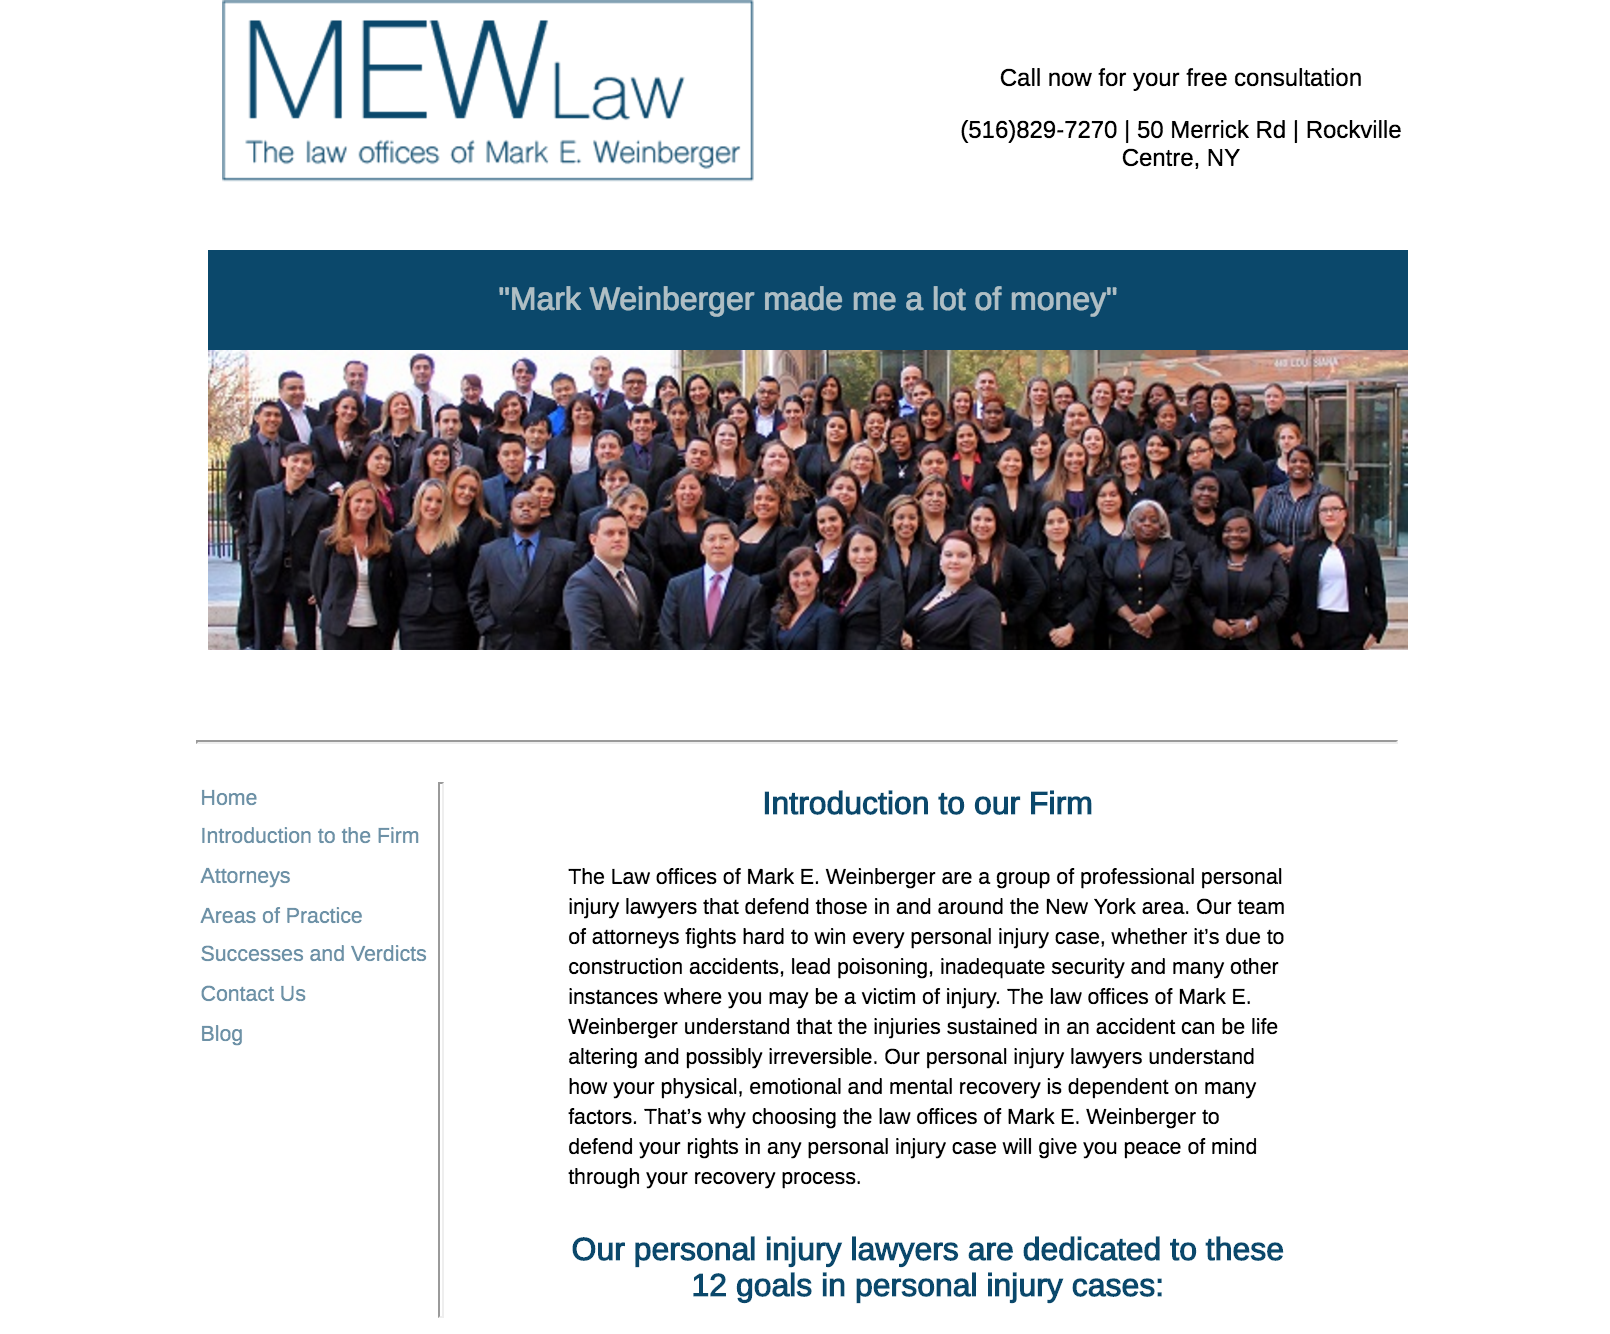 MEW Law
The law offices of Mark E. Weinberger
Call now for your free consultation
(516)829-7270 | 50 Merrick Rd | Rockville
Centre, NY
"Mark Weinberger made me a lot of money"
Home
Introduction to the Firm
Attorneys
Areas of Practice
Successes and Verdicts
Contact Us
Blog
Introduction to our Firm
The Law offices of Mark E. Weinberger are a group of professional personal
injury lawyers that defend those in and around the New York area. Our team
of attorneys fights hard to win every personal injury case, whether it’s due to
construction accidents, lead poisoning, inadequate security and many other
instances where you may be a victim of injury. The law offices of Mark E.
Weinberger understand that the injuries sustained in an accident can be life
altering and possibly irreversible. Our personal injury lawyers understand
how your physical, emotional and mental recovery is dependent on many
factors. That’s why choosing the law offices of Mark E. Weinberger to
defend your rights in any personal injury case will give you peace of mind
through your recovery process.
Our personal injury lawyers are dedicated to these
12 goals in personal injury cases: